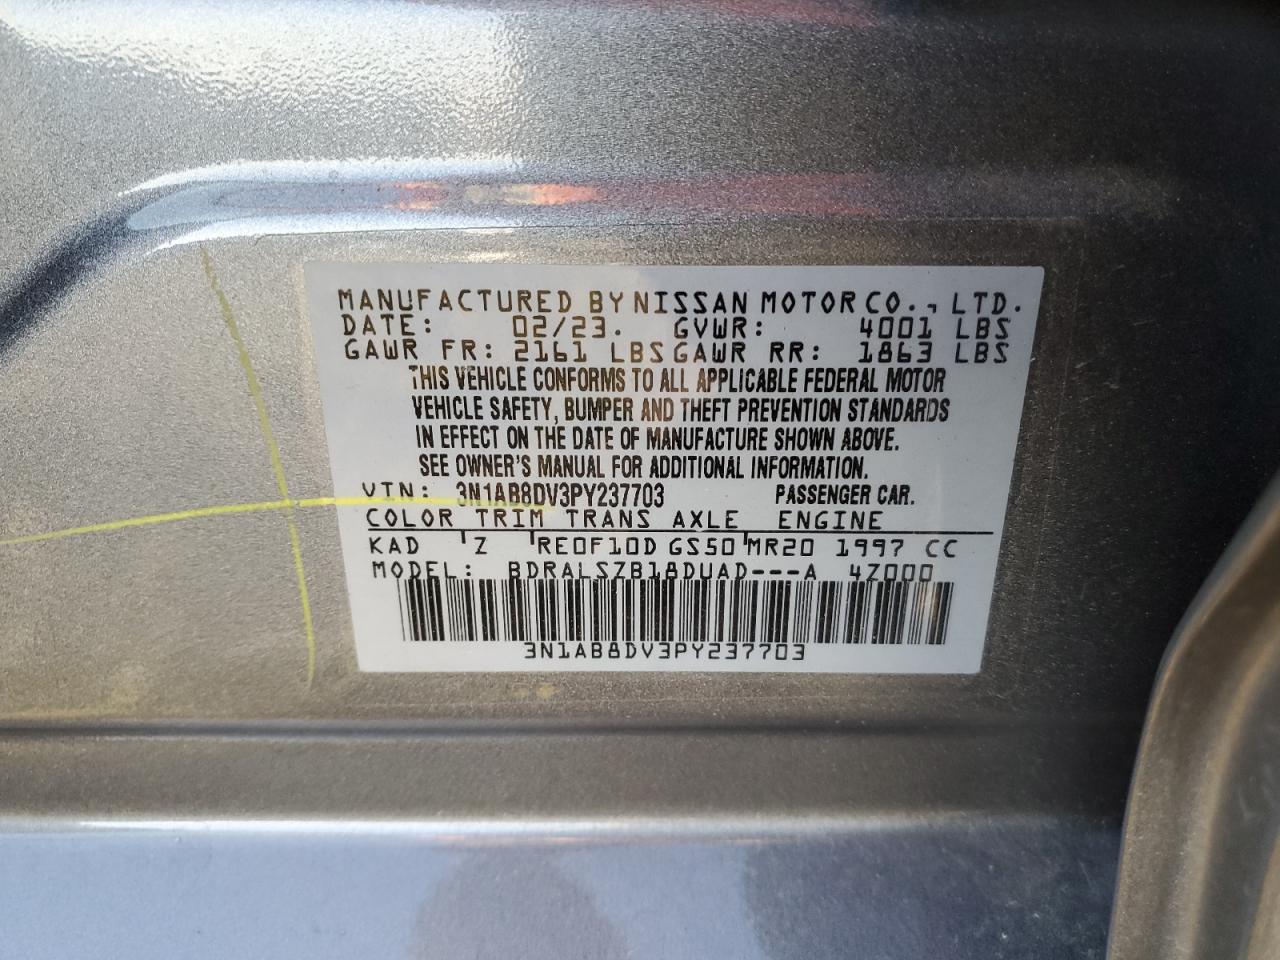 MANUFACTURED BY NISSAN MOTOR CO., LTD.
DATE: 02/23. GVWR: 4001 LBS
GAWR FR: 2161 LBS GAWR RR: 1863 LBS
THIS VEHICLE CONFORMS TO ALL APPLICABLE FEDERAL MOTOR
VEHICLE SAFETY, BUMPER AND THEFT PREVENTION STANDARDS
IN EFFECT ON THE DATE OF MANUFACTURE SHOWN ABOVE.
SEE OWNER'S MANUAL FOR ADDITIONAL INFORMATION.
VIN: 3N1AB8DV3PY237703 PASSENGER CAR.
COLOR TRIM TRANS AXLE ENGINE
KAD Z RE0F10D GS50 MR20 1997 CC
MODEL: BDRALSZB18DUAD---A 4Z000
3N1AB8DV3PY237703